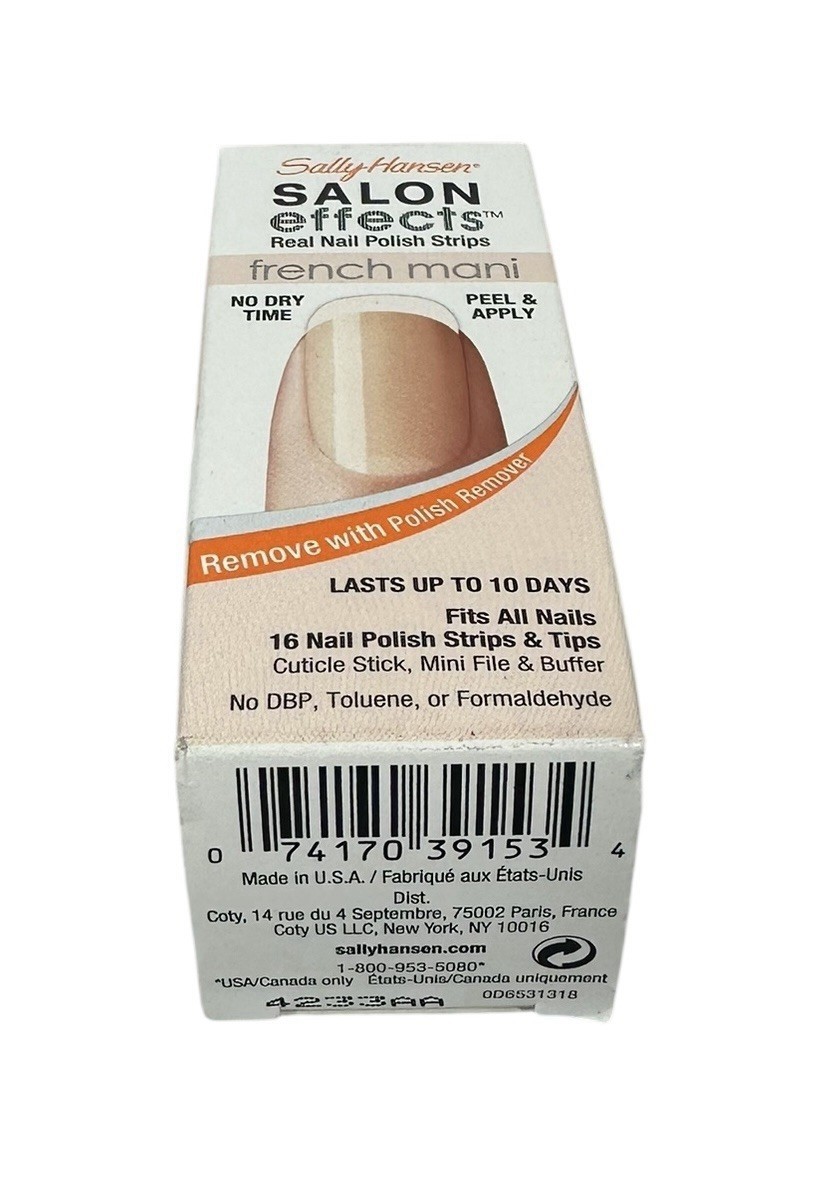 Sally Hansen®
SALON
effects™
Real Nail Polish Strips
french mani
NO DRY
TIME
PEEL &
APPLY
Remove with Polish Remover
LASTS UP TO 10 DAYS
Fits All Nails
16 Nail Polish Strips & Tips
Cuticle Stick, Mini File & Buffer
No DBP, Toluene, or Formaldehyde
0 74170 39153 4
Made in U.S.A. / Fabriqué aux États-Unis
Dist.
Coty, 14 rue du 4 Septembre, 75002 Paris, France
Coty US LLC, New York, NY 10016
sallyhansen.com
1-800-953-5080*
*USA/Canada only États-Unis/Canada uniquement
4233AA
0D6531318